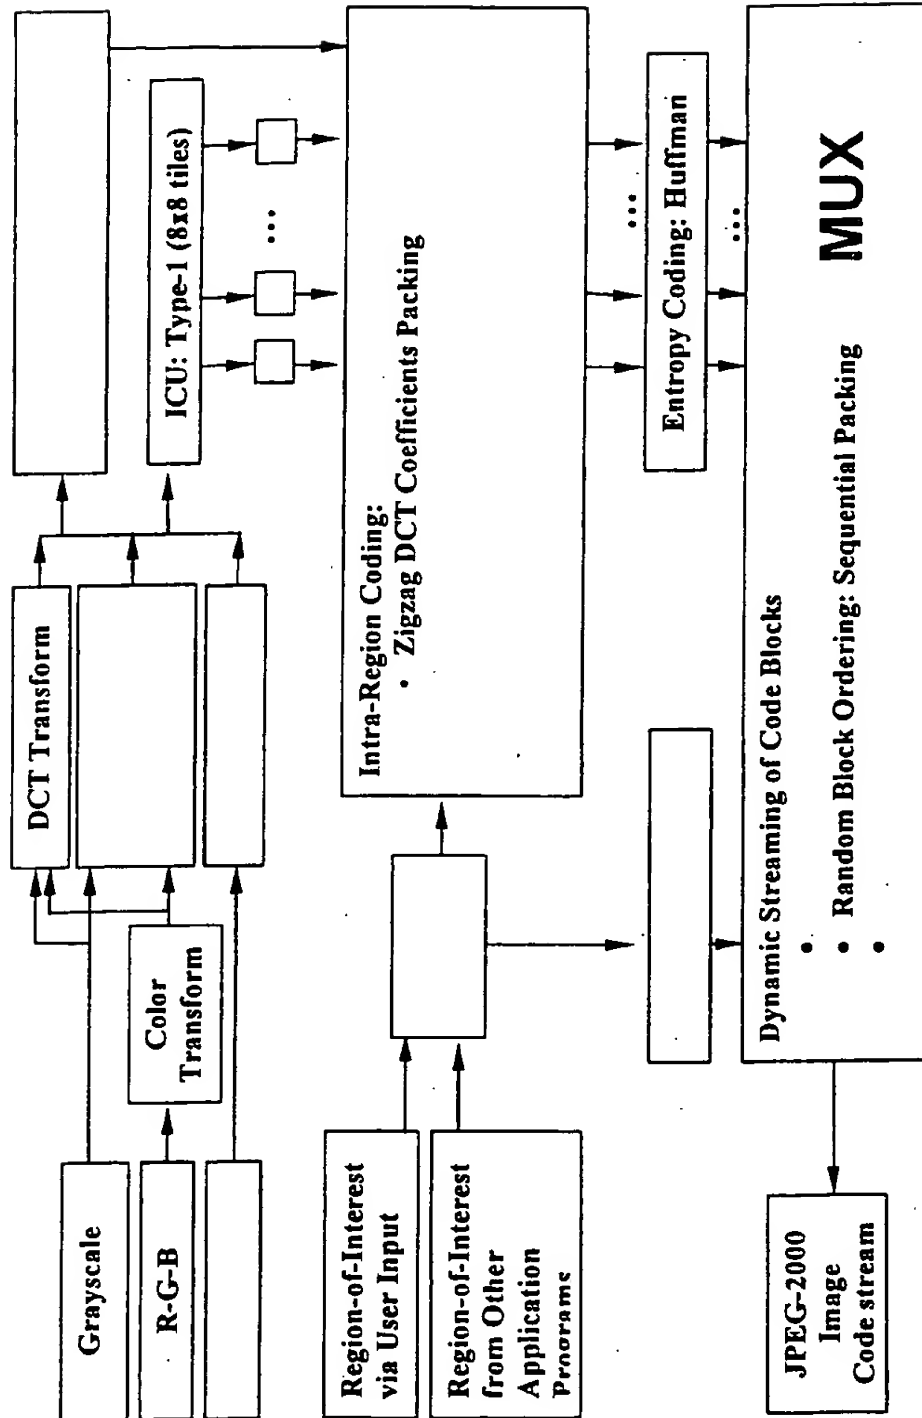 Grayscale
R-G-B
Color
Transform
DCT Transform
ICU: Type-1 (8x8 tiles)
...
Region-of-Interest
via User Input
Region-of-Interest
from Other
Application
Programs
Intra-Region Coding:
• Zigzag DCT Coefficients Packing
...
Entropy Coding: Huffman
...
Dynamic Streaming of Code Blocks
•
• Random Block Ordering: Sequential Packing
•
MUX
JPEG-2000
Image
Code stream